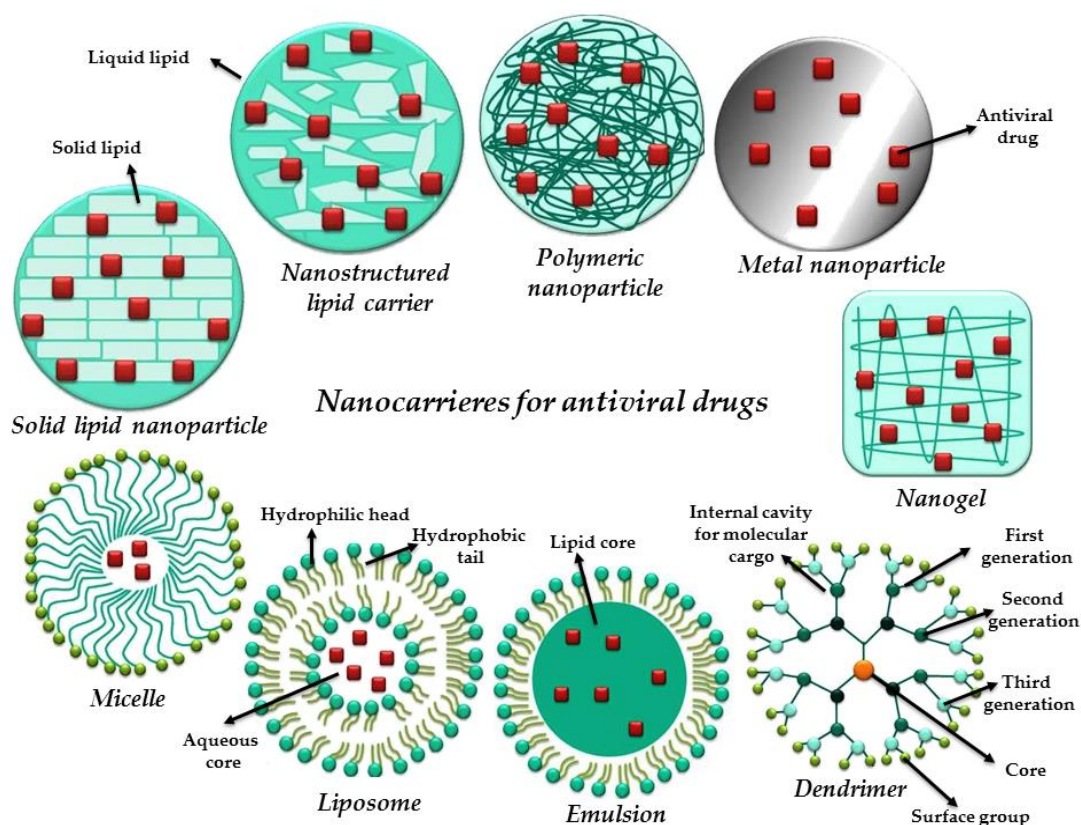 Liquid lipid
Solid lipid
Antiviral
drug
Nanostructured
lipid carrier
Polymeric
nanoparticle
Metal nanoparticle
Solid lipid nanoparticle
Nanocarrieres for antiviral drugs
Nanogel
Hydrophilic head
Hydrophobic
tail
Lipid core
Internal cavity
for molecular
cargo
First
generation
Second
generation
Third
generation
Micelle
Aqueous
core
Liposome
Emulsion
Dendrimer
Core
Surface group